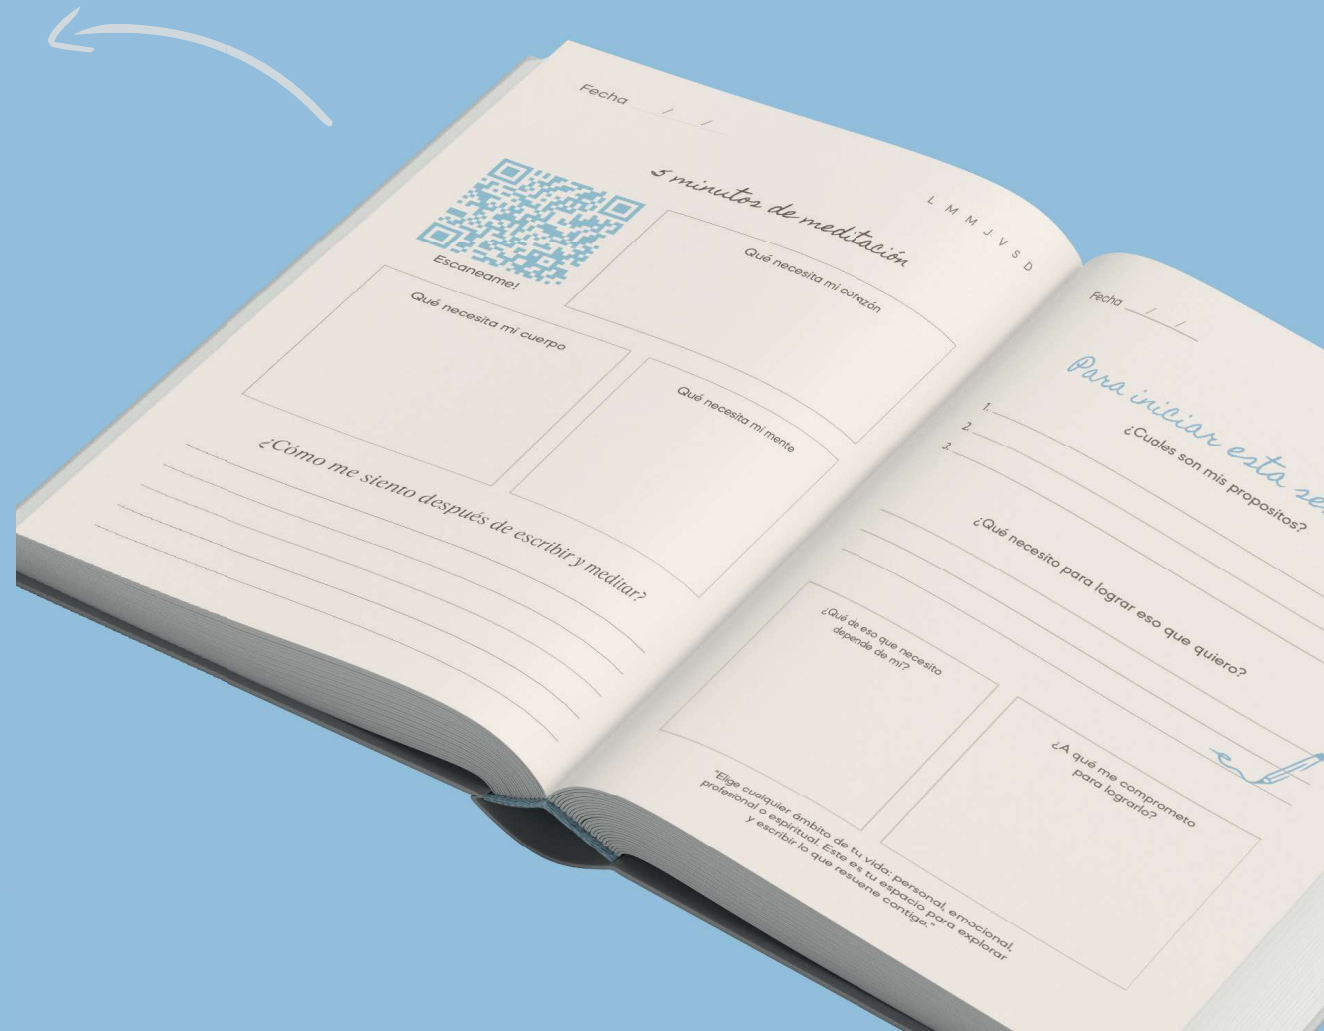 Fecha / /
L M M J V S D
5 minutos de meditación
Escaneame!
Qué necesita mi corazón
Qué necesita mi cuerpo
Qué necesita mi mente
¿Cómo me siento después de escribir y meditar?
Fecha / /
Para iniciar esta
¿Cuales son mis propositos?
1.
2.
3.
¿Qué necesito para lograr eso que quiero?
¿Qué de eso que necesito
depende de mí?
¿A qué me comprometo
para lograrlo?
"Elige cualquier ámbito de tu vida: personal, emocional,
profesional o espiritual. Este es tu espacio para explorar
y escribir lo que resuene contigo."